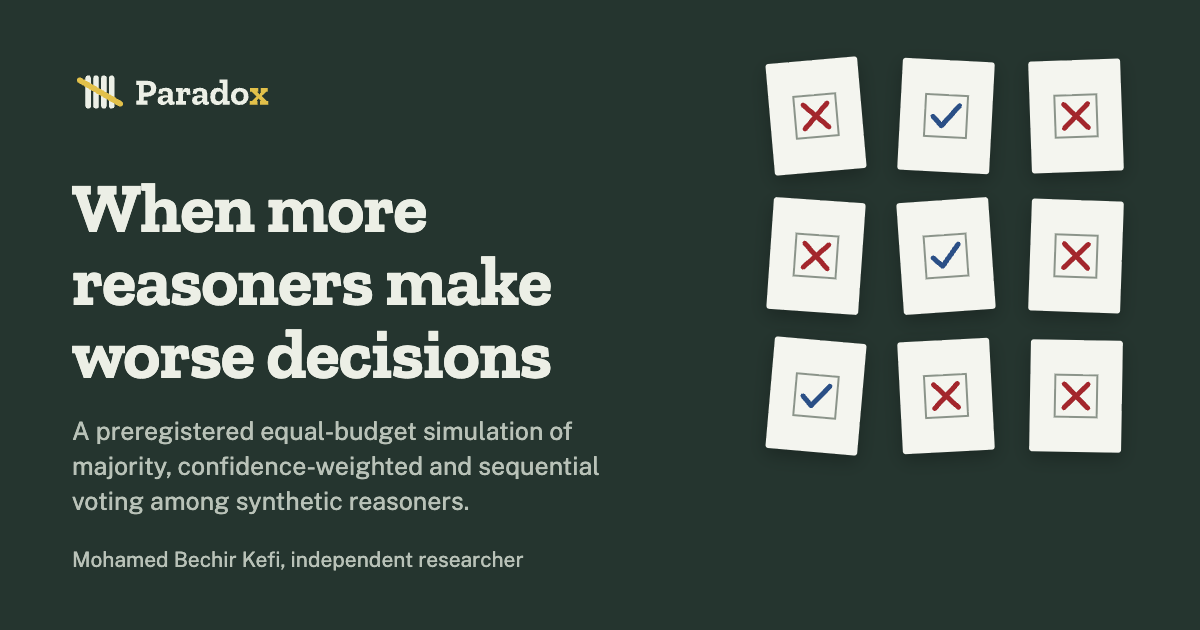 Paradox
When more
reasoners make
worse decisions
A preregistered equal-budget simulation of
majority, confidence-weighted and sequential
voting among synthetic reasoners.
Mohamed Bechir Kefi, independent researcher